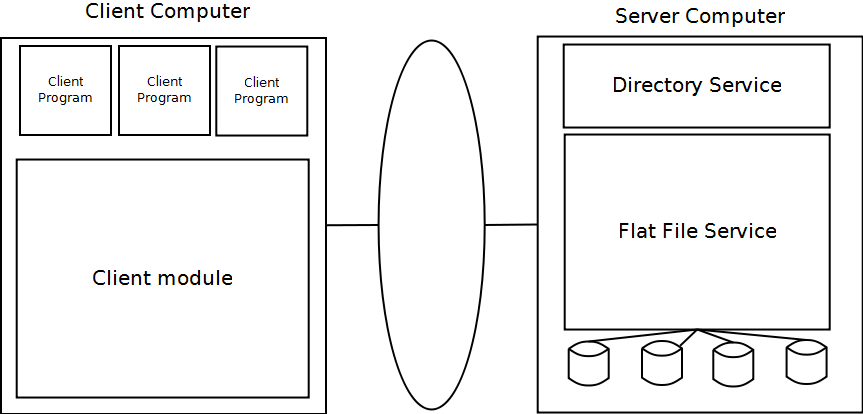 Client Computer
Server Computer
Client
Program
Client
Program
Client
Program
Client module
Directory Service
Flat File Service